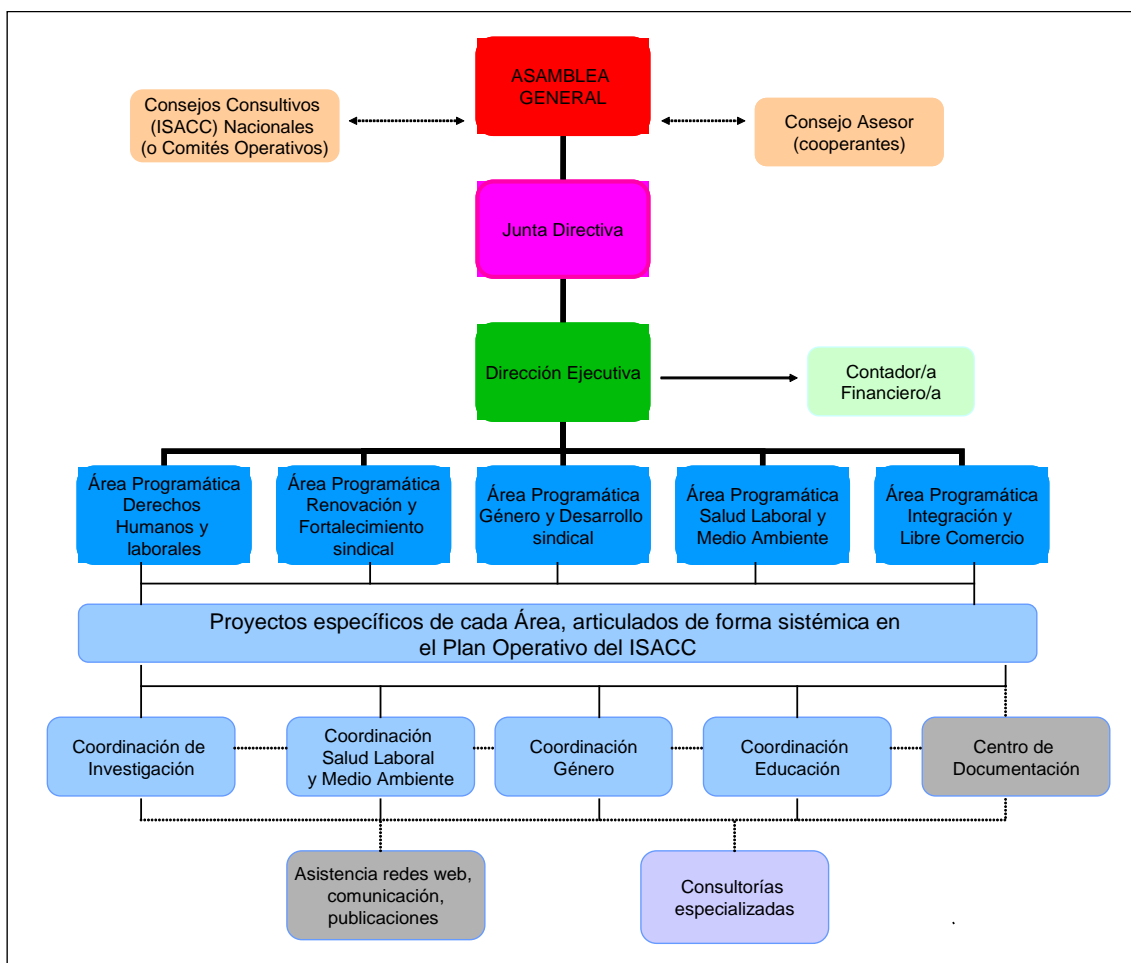 ASAMBLEA
GENERAL
Consejos Consultivos
(ISACC) Nacionales
(o Comités Operativos)
Consejo Asesor
(cooperantes)
Junta Directiva
Dirección Ejecutiva
Contador/a
Financiero/a
Área Programática
Derechos
Humanos y
laborales
Área Programática
Renovación y
Fortalecimiento
sindical
Área Programática
Género y Desarrollo
sindical
Área Programática
Salud Laboral y
Medio Ambiente
Área Programática
Integración y
Libre Comercio
Proyectos específicos de cada Área, articulados de forma sistémica en
el Plan Operativo del ISACC
Coordinación de
Investigación
Coordinación
Salud Laboral
y Medio Ambiente
Coordinación
Género
Coordinación
Educación
Centro de
Documentación
Asistencia redes web,
comunicación,
publicaciones
Consultorías
especializadas
.